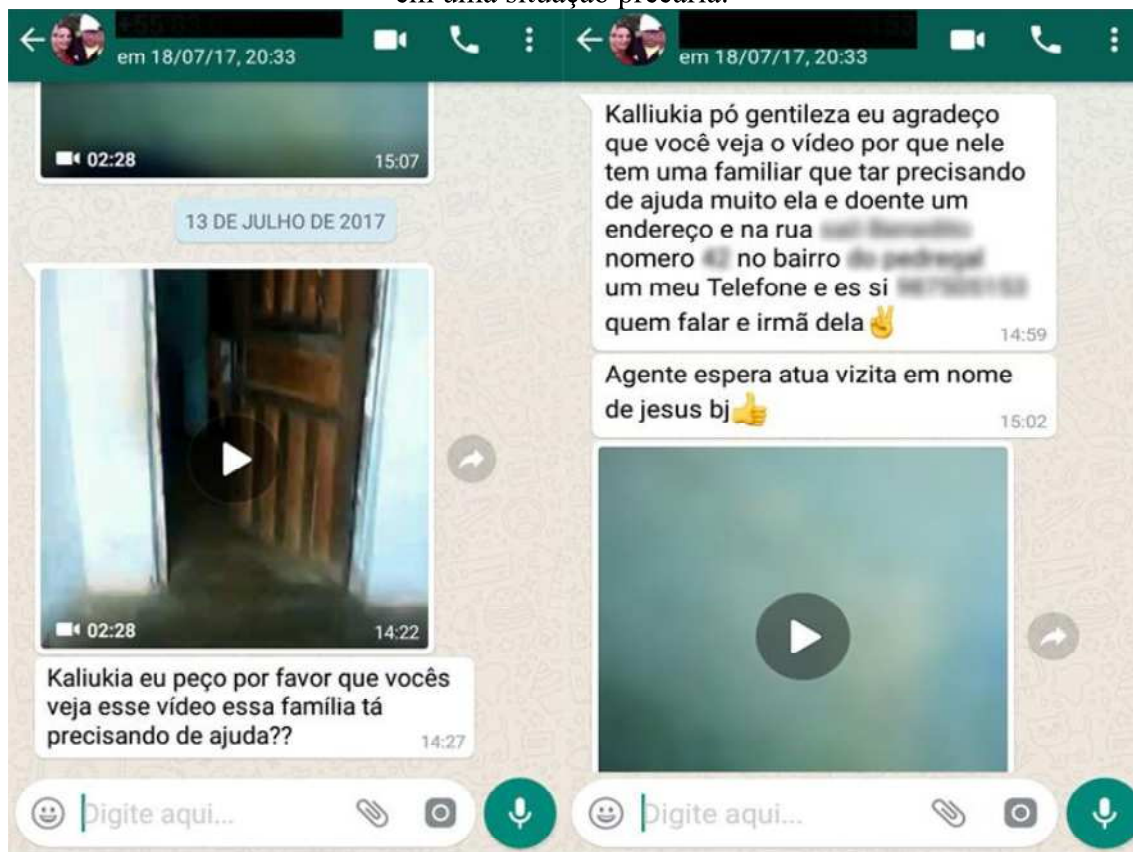 em uma situação precária.
em 18/07/17, 20:33
02:28
15:07
13 DE JULHO DE 2017
02:28
14:22
Kaliukia eu peço por favor que vocês
veja esse vídeo essa família tá
precisando de ajuda??
14:27
Digite aqui...
em 18/07/17, 20:33
Kalliukia pó gentileza eu agradeço
que você veja o vídeo por que nele
tem uma familiar que tar precisando
de ajuda muito ela e doente um
endereço e na rua
nomero no bairro
um meu Telefone e es si
quem falar e irmã dela✌
14:59
Agente espera atua vizita em nome
de jesus bj👍
15:02
Digite aqui...